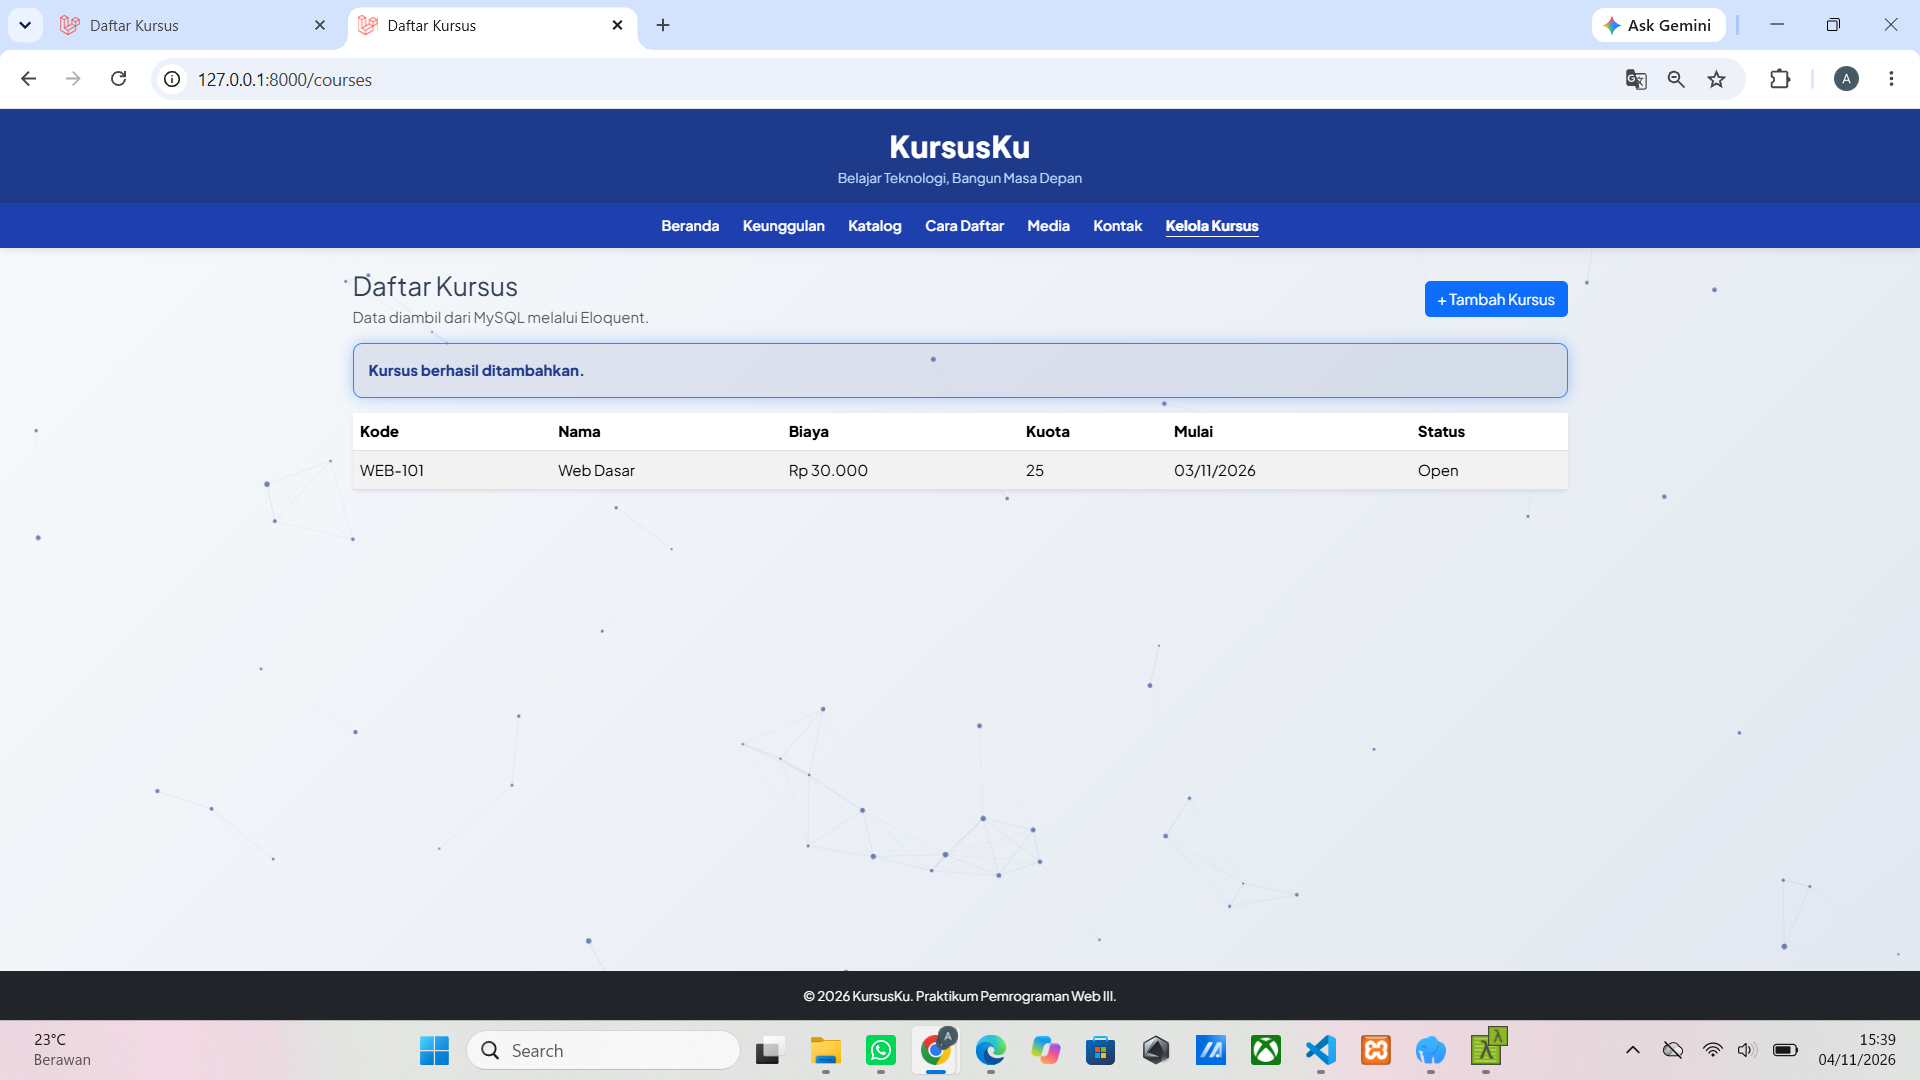 Daftar Kursus
Daftar Kursus
Ask Gemini
127.0.0.1:8000/courses
A
KursusKu
Belajar Teknologi, Bangun Masa Depan
Beranda Keunggulan Katalog Cara Daftar Media Kontak Kelola Kursus
Daftar Kursus
+ Tambah Kursus
Data diambil dari MySQL melalui Eloquent.
Kursus berhasil ditambahkan.
Kode Nama Biaya Kuota Mulai Status
WEB-101 Web Dasar Rp 30.000 25 03/11/2026 Open
© 2026 KursusKu. Praktikum Pemrograman Web III.
23°C
Berawan
Search
A
15:39
04/11/2026